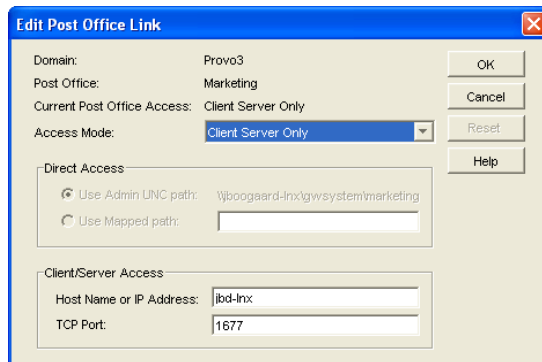 Edit Post Office Link
Domain: Provo3
Post Office: Marketing
Current Post Office Access: Client Server Only
Access Mode: Client Server Only
OK
Cancel
Reset
Help
Direct Access
Use Admin UNC path: \\jboogaard-lnx\gwsystem\marketing
Use Mapped path:
Client/Server Access
Host Name or IP Address: jbd-lnx
TCP Port: 1677